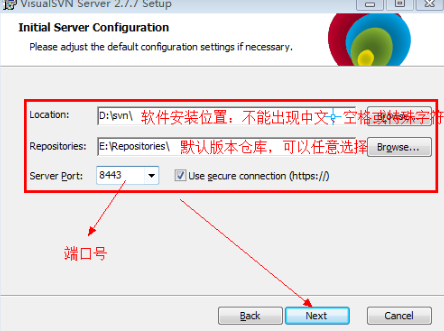 VisualSVN Server 2.7.7 Setup
Initial Server Configuration
Please adjust the default configuration settings if necessary.
Location: D:\svn\ 软件安装位置：不能出现中文，空格或特殊字符
Repositories: E:\Repositories\ 默认版本仓库，可以任意选择 Browse...
Server Port: 8443 Use secure connection (https://)
端口号
Back Next Cancel